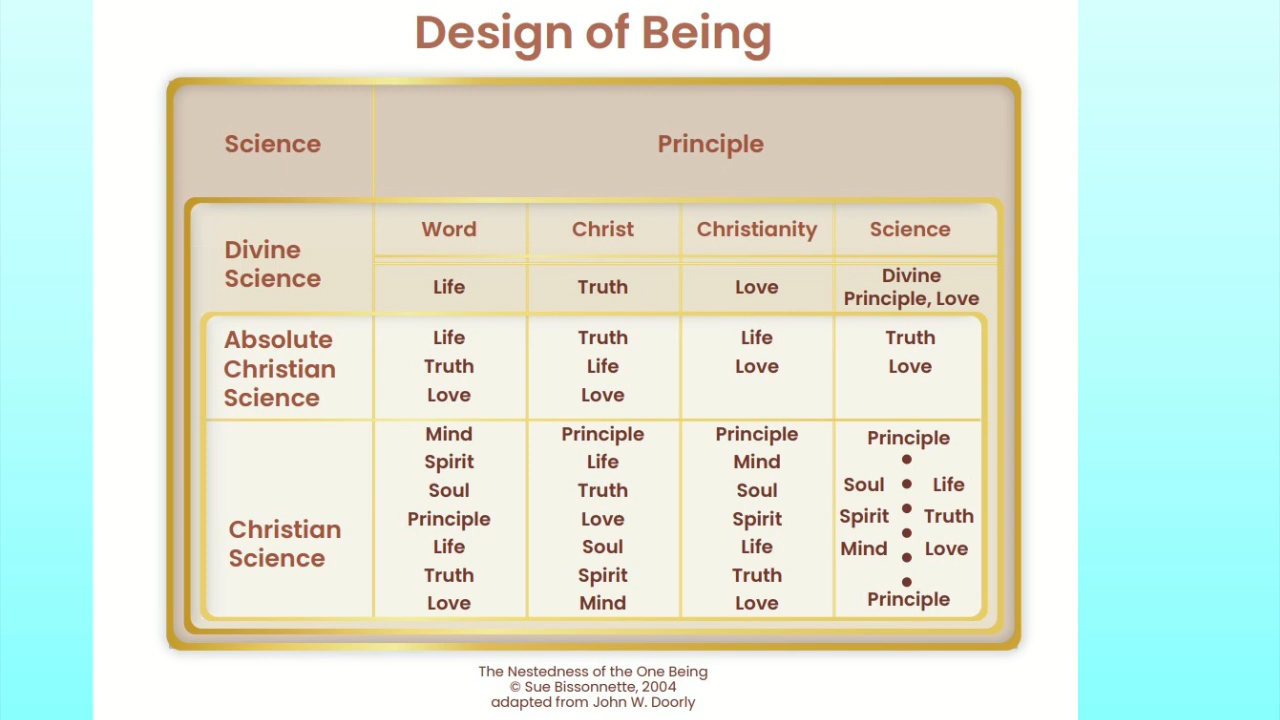 Design of Being
Science
Principle
Divine
Science
Word
Christ
Christianity
Science
Life
Truth
Love
Divine
Principle, Love
Absolute
Christian
Science
Life
Truth
Love
Truth
Life
Love
Life
Love
Truth
Love
Christian
Science
Mind
Spirit
Soul
Principle
Life
Truth
Love
Principle
Life
Truth
Love
Soul
Spirit
Mind
Principle
Mind
Soul
Spirit
Life
Truth
Love
Principle
Soul Life
Spirit Truth
Mind Love
Principle
The Nestedness of the One Being
© Sue Bissonnette, 2004
adapted from John W. Doorly